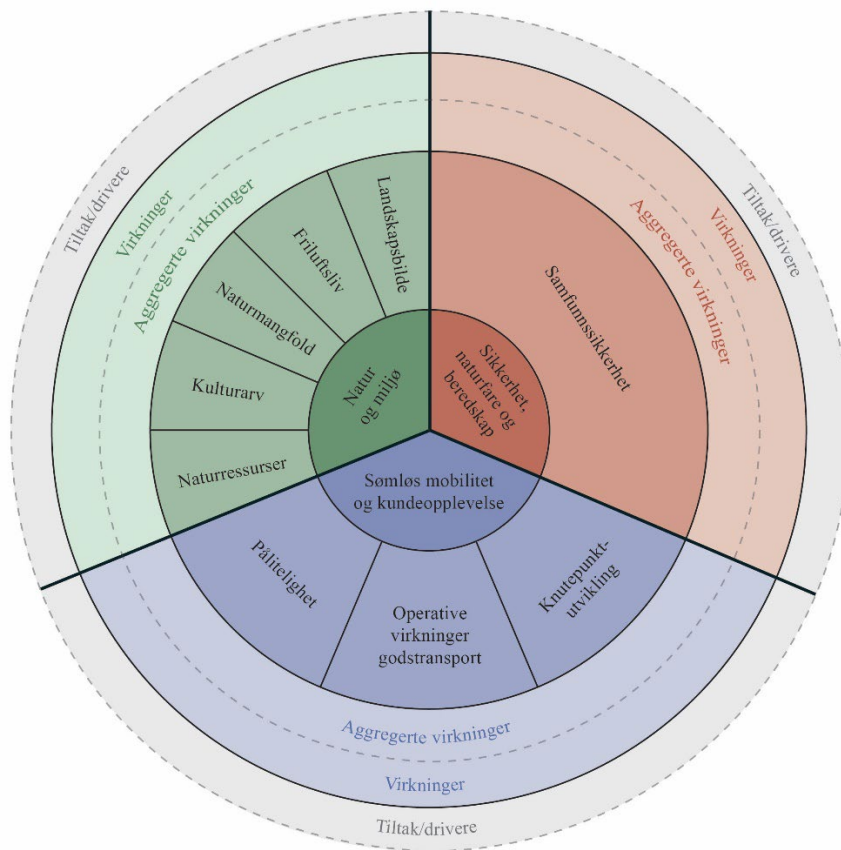 Tiltak/drivere
Virkninger
Aggregerte virkninger
Landskapsbilde
Friluftsliv
Naturmangfold
Kulturarv
Naturressurser
Natur
og miljø
Tiltak/drivere
Virkninger
Aggregerte virkninger
Samfunnssikkerhet
Sikkerhet,
naturfare og
beredskap
Sømløs mobilitet
og kundeopplevelse
Pålitelighet
Operative
virkninger
godstransport
Knutepunkt-
utvikling
Aggregerte virkninger
Virkninger
Tiltak/drivere